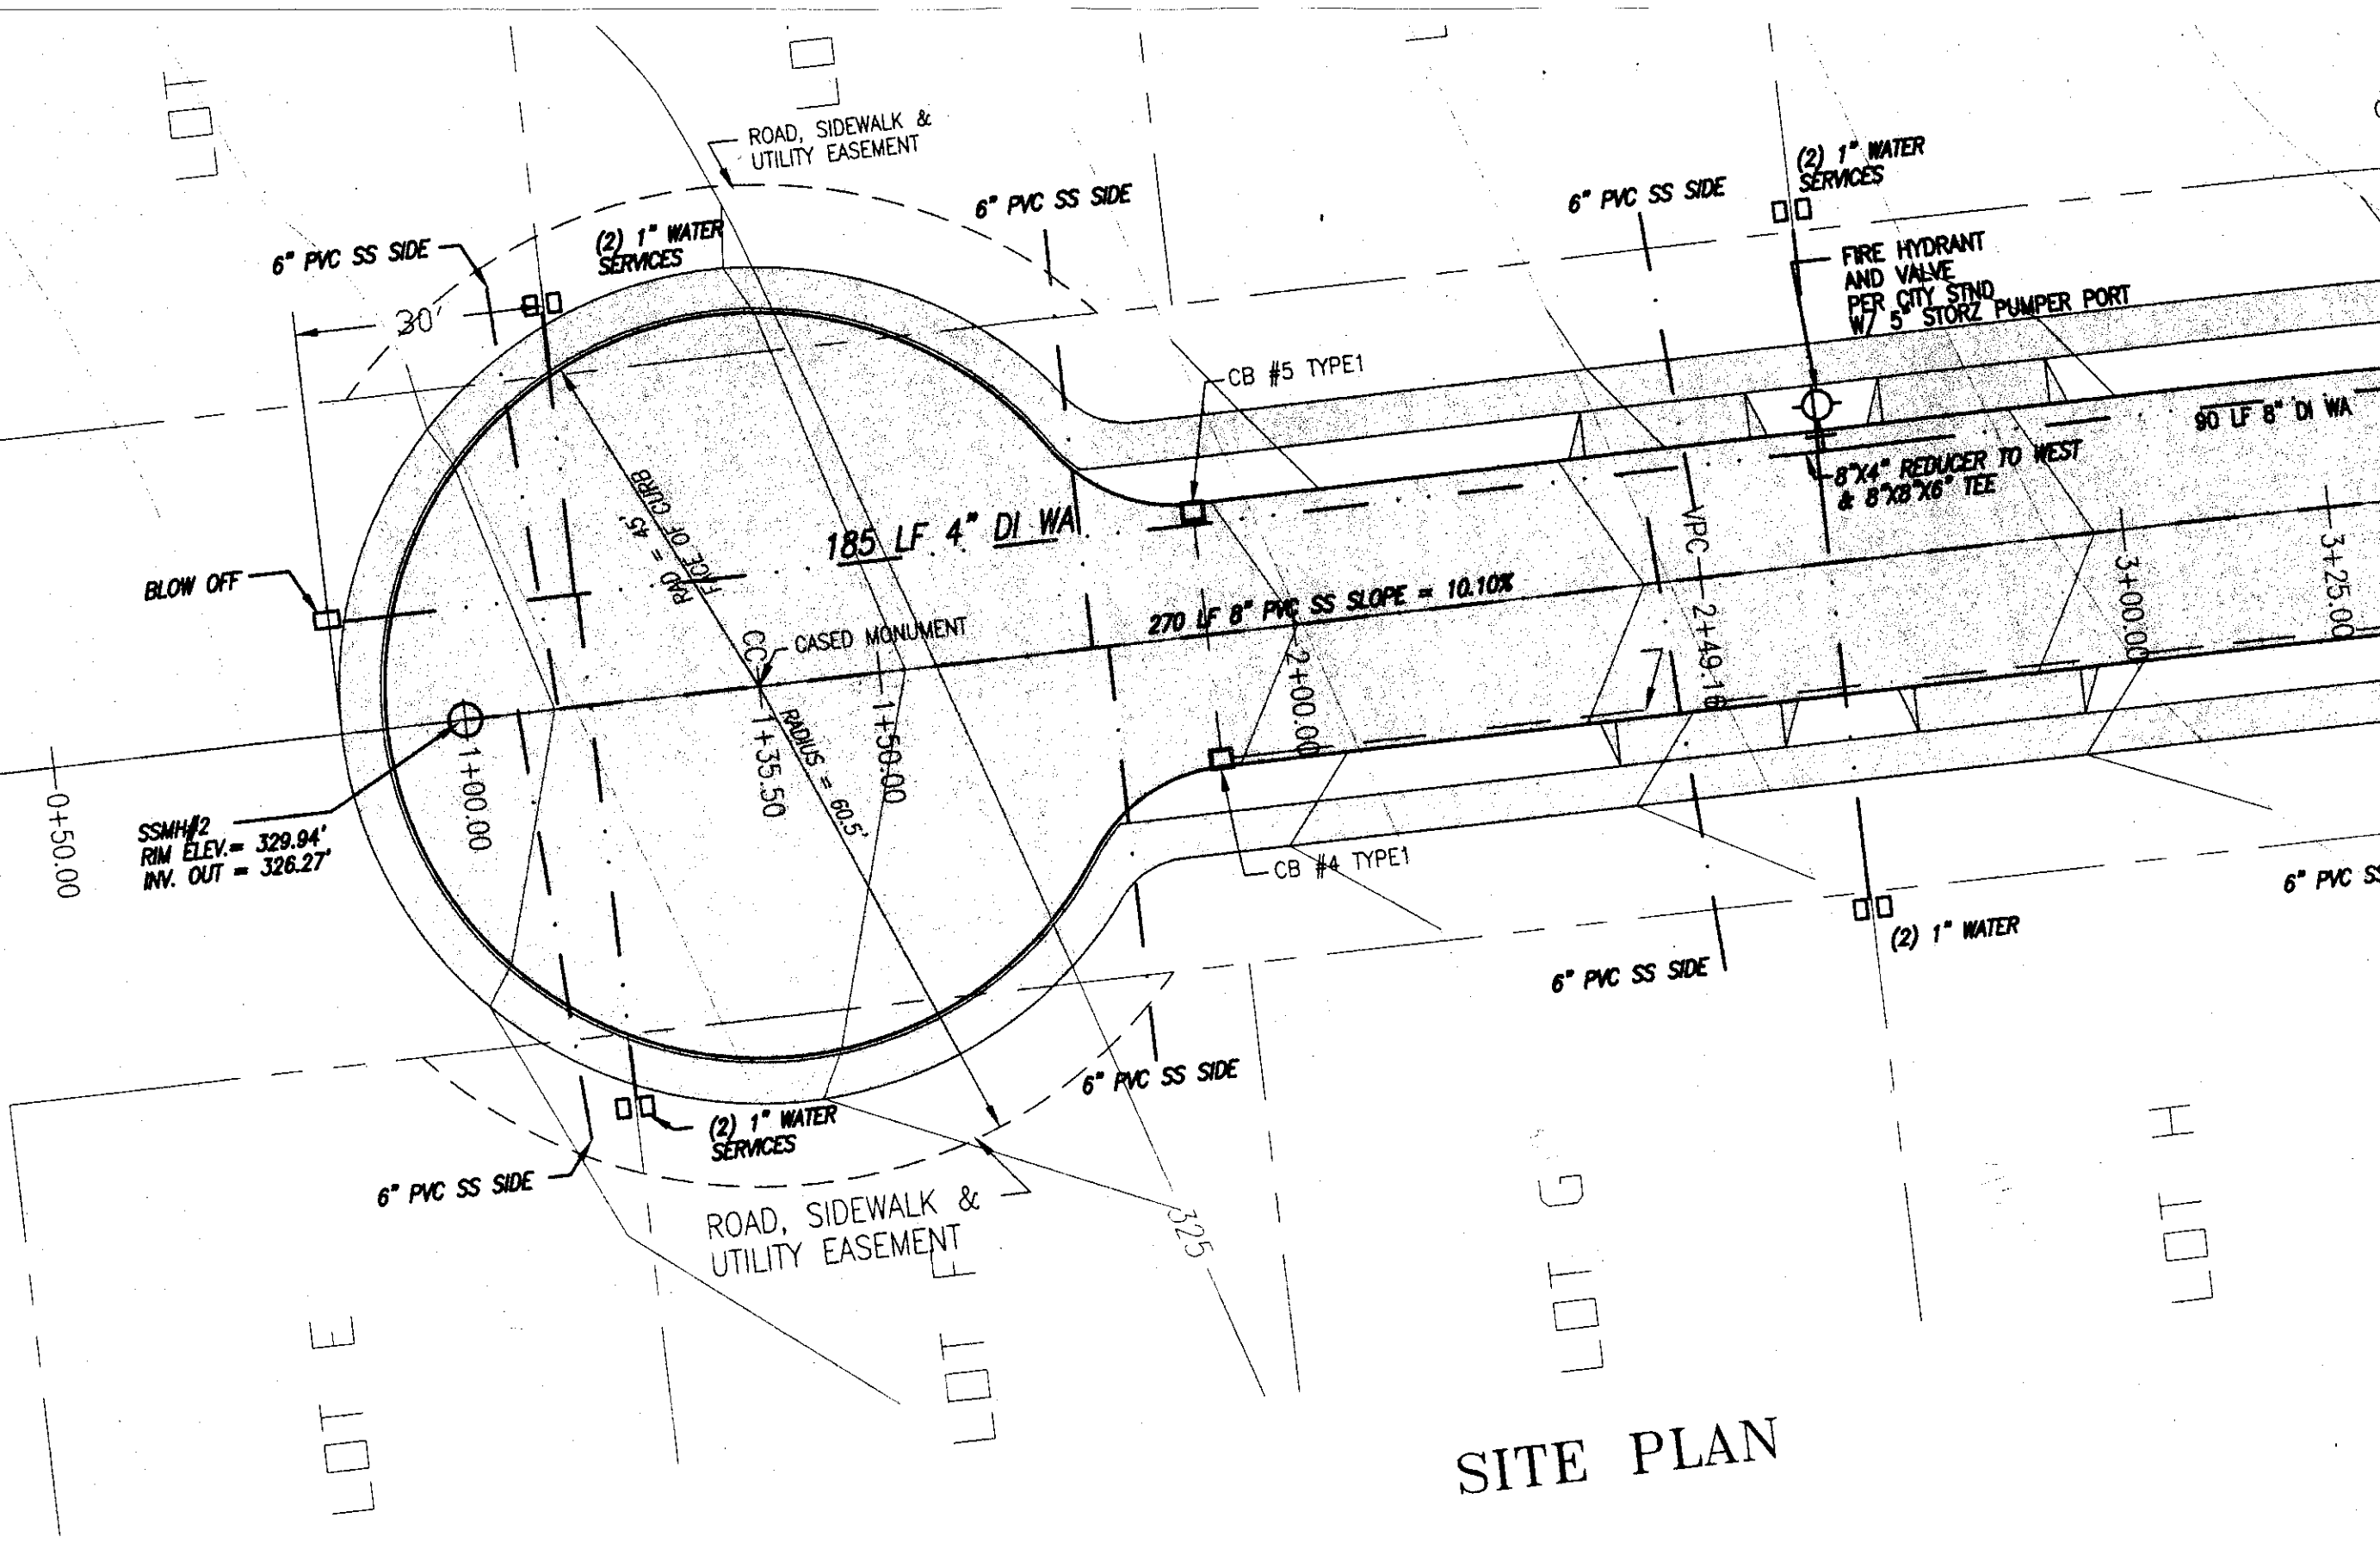 LOT
LO
ROAD, SIDEWALK &
UTILITY EASEMENT
6" PVC SS SIDE
(2) 1" WATER
SERVICES
6" PVC SS SIDE
6" PVC SS SIDE
(2) 1" WATER
SERVICES
FIRE HYDRANT
AND VALVE
PER CITY STND
W/ 5" STORZ PUMPER PORT
30'
CB #5 TYPE1
90 LF 8" DI WA
8"X4" REDUCER TO WEST
& 8"X8"X6" TEE
RAD = 45'
FACE OF CURB
185 LF 4" DI WA
BLOW OFF
270 LF 8" PVC SS SLOPE = 10.10%
CASED MONUMENT
CC 1+35.50
1+50.00
2+00.00
VPC 2+49.16
3+00.00
3+25.00
RADIUS = 60.5'
1+00.00
0+50.00
SSMH#2
RIM ELEV.= 329.94'
INV. OUT = 326.27'
CB #4 TYPE1
6" PVC SS
(2) 1" WATER
6" PVC SS SIDE
6" PVC SS SIDE
(2) 1" WATER
SERVICES
6" PVC SS SIDE
ROAD, SIDEWALK &
UTILITY EASEMENT
325
LOT E
LOT F
LOT G
LOT H
SITE PLAN